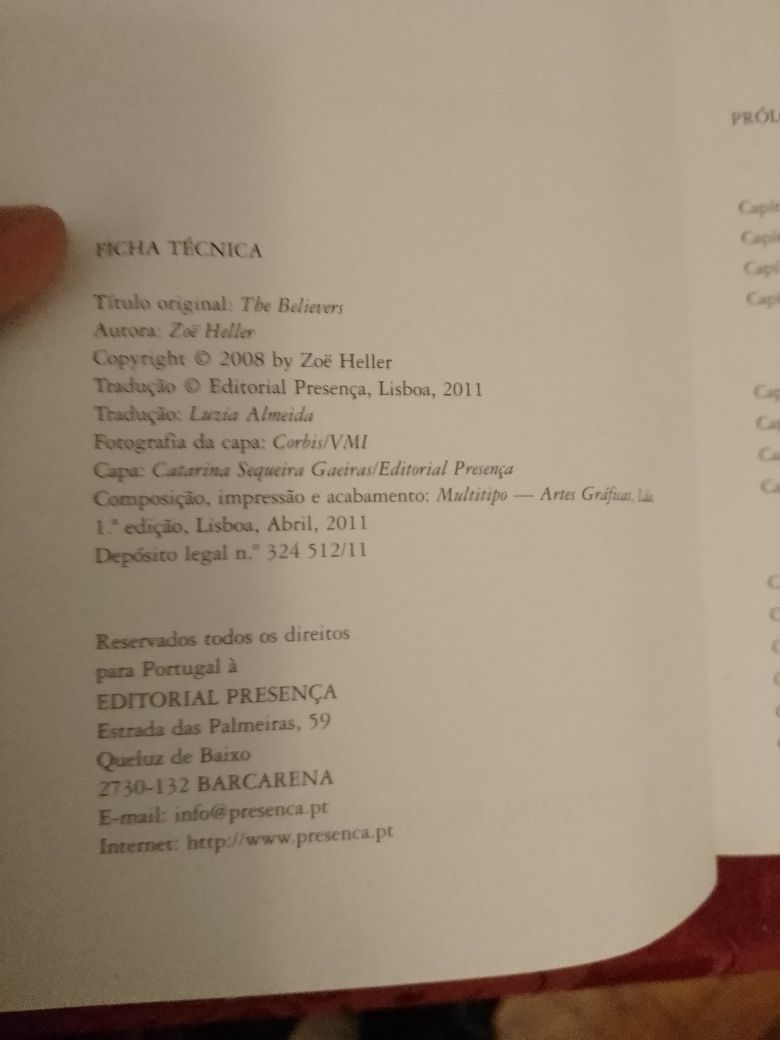 FICHA TÉCNICA
Título original: The Believers
Autora: Zoë Heller
Copyright © 2008 by Zoë Heller
Tradução © Editorial Presença, Lisboa, 2011
Tradução: Luzia Almeida
Fotografia da capa: Corbis/VMI
Capa: Catarina Sequeira Gaeiras/Editorial Presença
Composição, impressão e acabamento: Multitipo — Artes Gráficas, Lda.
1.ª edição, Lisboa, Abril, 2011
Depósito legal n.º 324 512/11
Reservados todos os direitos
para Portugal à
EDITORIAL PRESENÇA
Estrada das Palmeiras, 59
Queluz de Baixo
2730-132 BARCARENA
E-mail: info@presenca.pt
Internet: http://www.presenca.pt